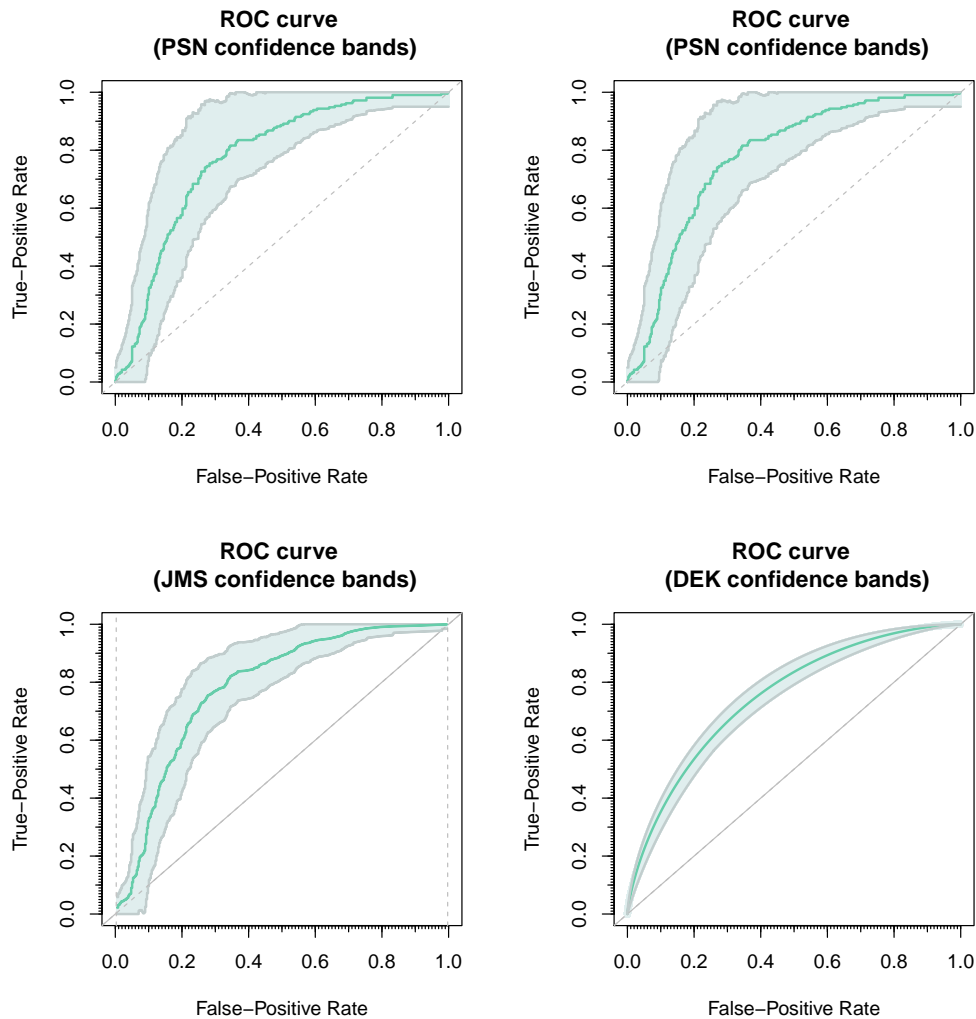 ROC curve
(PSN confidence bands)
True−Positive Rate
1.0
0.8
0.6
0.4
0.2
0.0
0.0 0.2 0.4 0.6 0.8 1.0
False−Positive Rate
ROC curve
(PSN confidence bands)
True−Positive Rate
1.0
0.8
0.6
0.4
0.2
0.0
0.0 0.2 0.4 0.6 0.8 1.0
False−Positive Rate
ROC curve
(JMS confidence bands)
True−Positive Rate
1.0
0.8
0.6
0.4
0.2
0.0
0.0 0.2 0.4 0.6 0.8 1.0
False−Positive Rate
ROC curve
(DEK confidence bands)
True−Positive Rate
1.0
0.8
0.6
0.4
0.2
0.0
0.0 0.2 0.4 0.6 0.8 1.0
False−Positive Rate